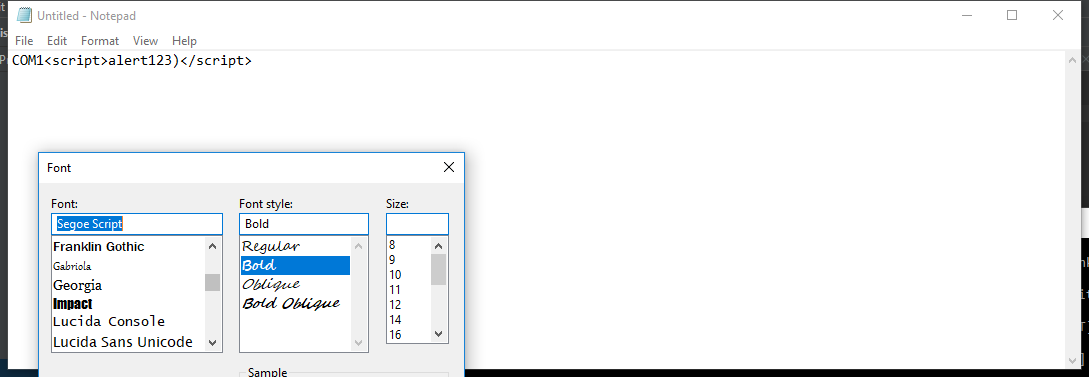 Untitled - Notepad
File Edit Format View Help
COM1<script>alert123)</script>
Font
Font: Font style: Size:
Segoe Script Bold
Franklin Gothic Regular 8
Gabriola Bold 9
Georgia Oblique 10
Impact Bold Oblique 11
Lucida Console 12
Lucida Sans Unicode 14
16
Sample